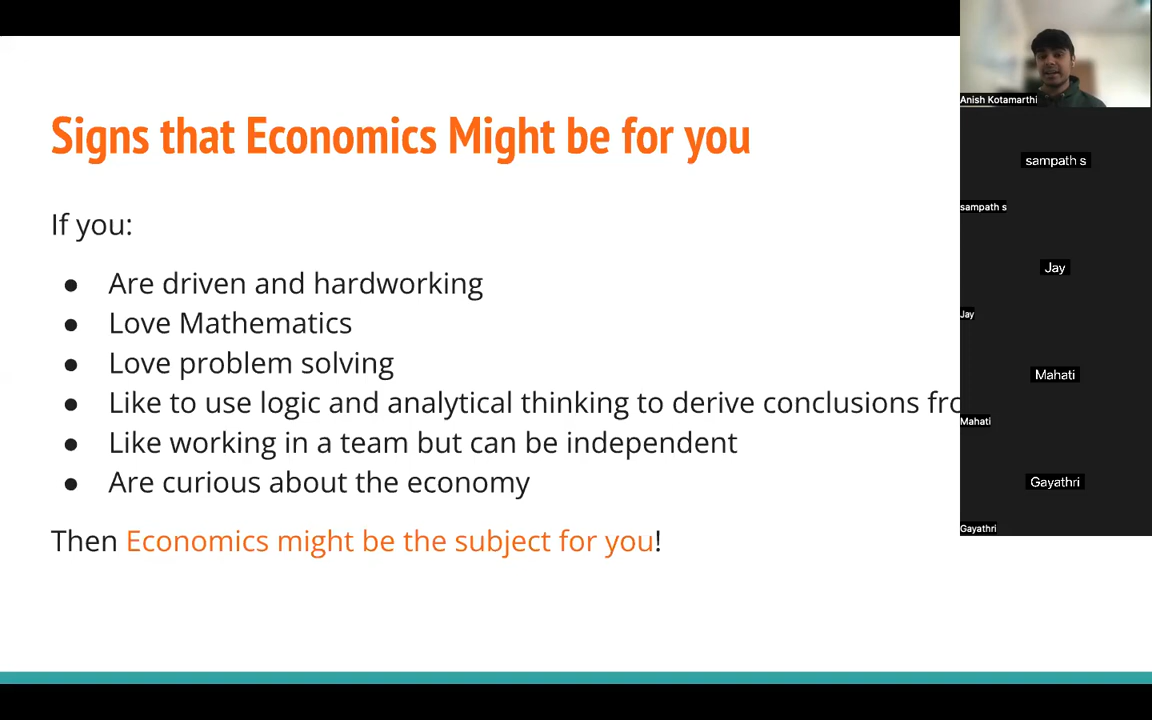 Signs that Economics Might be for you
If you:
● Are driven and hardworking
● Love Mathematics
● Love problem solving
● Like to use logic and analytical thinking to derive conclusions
● Like working in a team but can be independent
● Are curious about the economy
Then Economics might be the subject for you!
Anish Kotamarthi
sampath s
sampath s
Jay
Jay
Mahati
Mahati
Gayathri
Gayathri